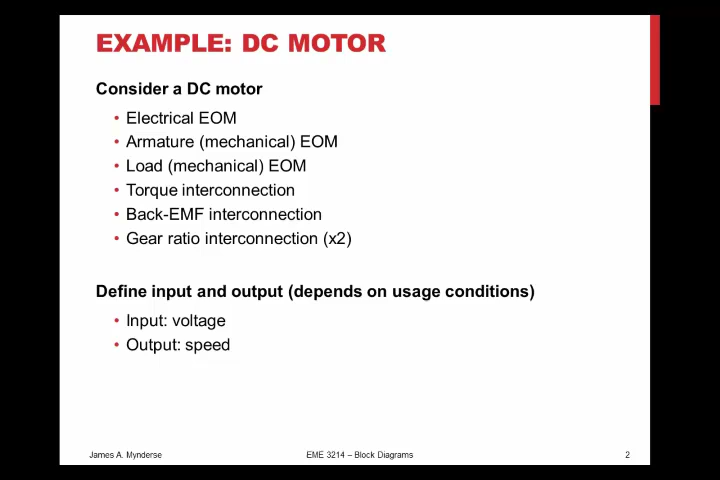 EXAMPLE: DC MOTOR
Consider a DC motor
• Electrical EOM
• Armature (mechanical) EOM
• Load (mechanical) EOM
• Torque interconnection
• Back-EMF interconnection
• Gear ratio interconnection (x2)
Define input and output (depends on usage conditions)
• Input: voltage
• Output: speed
James A. Mynderse
EME 3214 – Block Diagrams
2